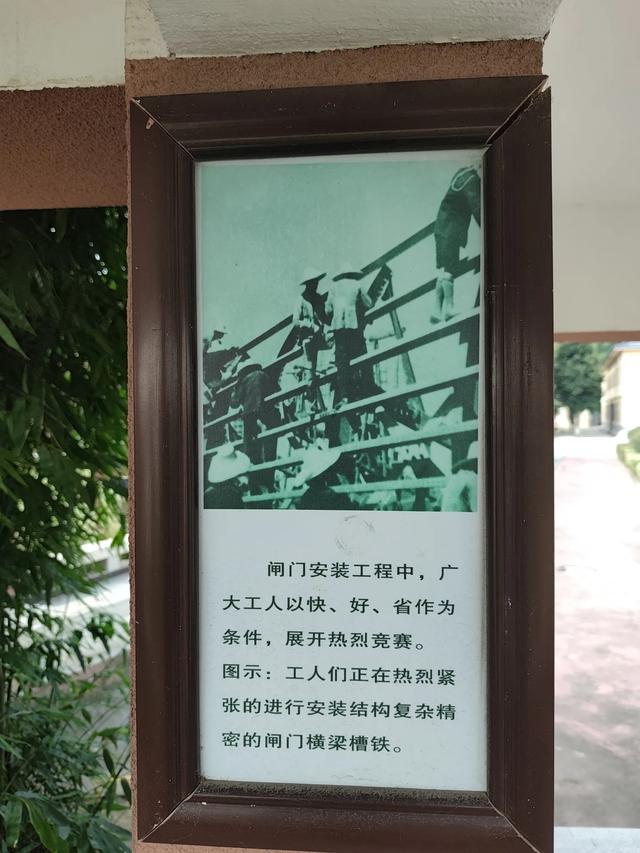 闸门安装工程中，广
大工人以快、好、省作为
条件，展开热烈竞赛。
图示：工人们正在热烈紧
张的进行安装结构复杂精
密的闸门横梁槽铁。